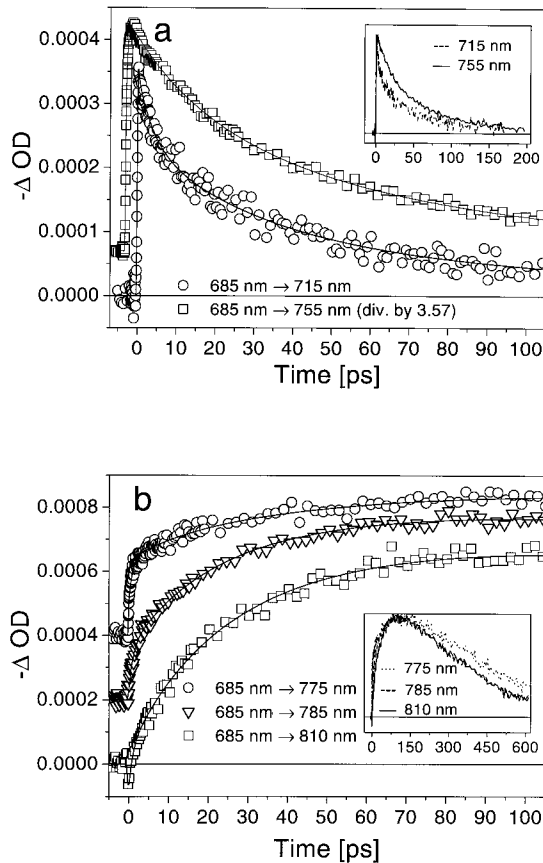 a
0.0004
0.0003
0.0002
0.0001
0.0000
-Δ OD
715 nm
755 nm
0 50 100 150 200
685 nm → 715 nm
685 nm → 755 nm (div. by 3.57)
0 10 20 30 40 50 60 70 80 90 100
Time [ps]
b
0.0008
0.0006
0.0004
0.0002
0.0000
-Δ OD
775 nm
785 nm
810 nm
0 150 300 450 600
685 nm → 775 nm
685 nm → 785 nm
685 nm → 810 nm
0 10 20 30 40 50 60 70 80 90 100
Time [ps]